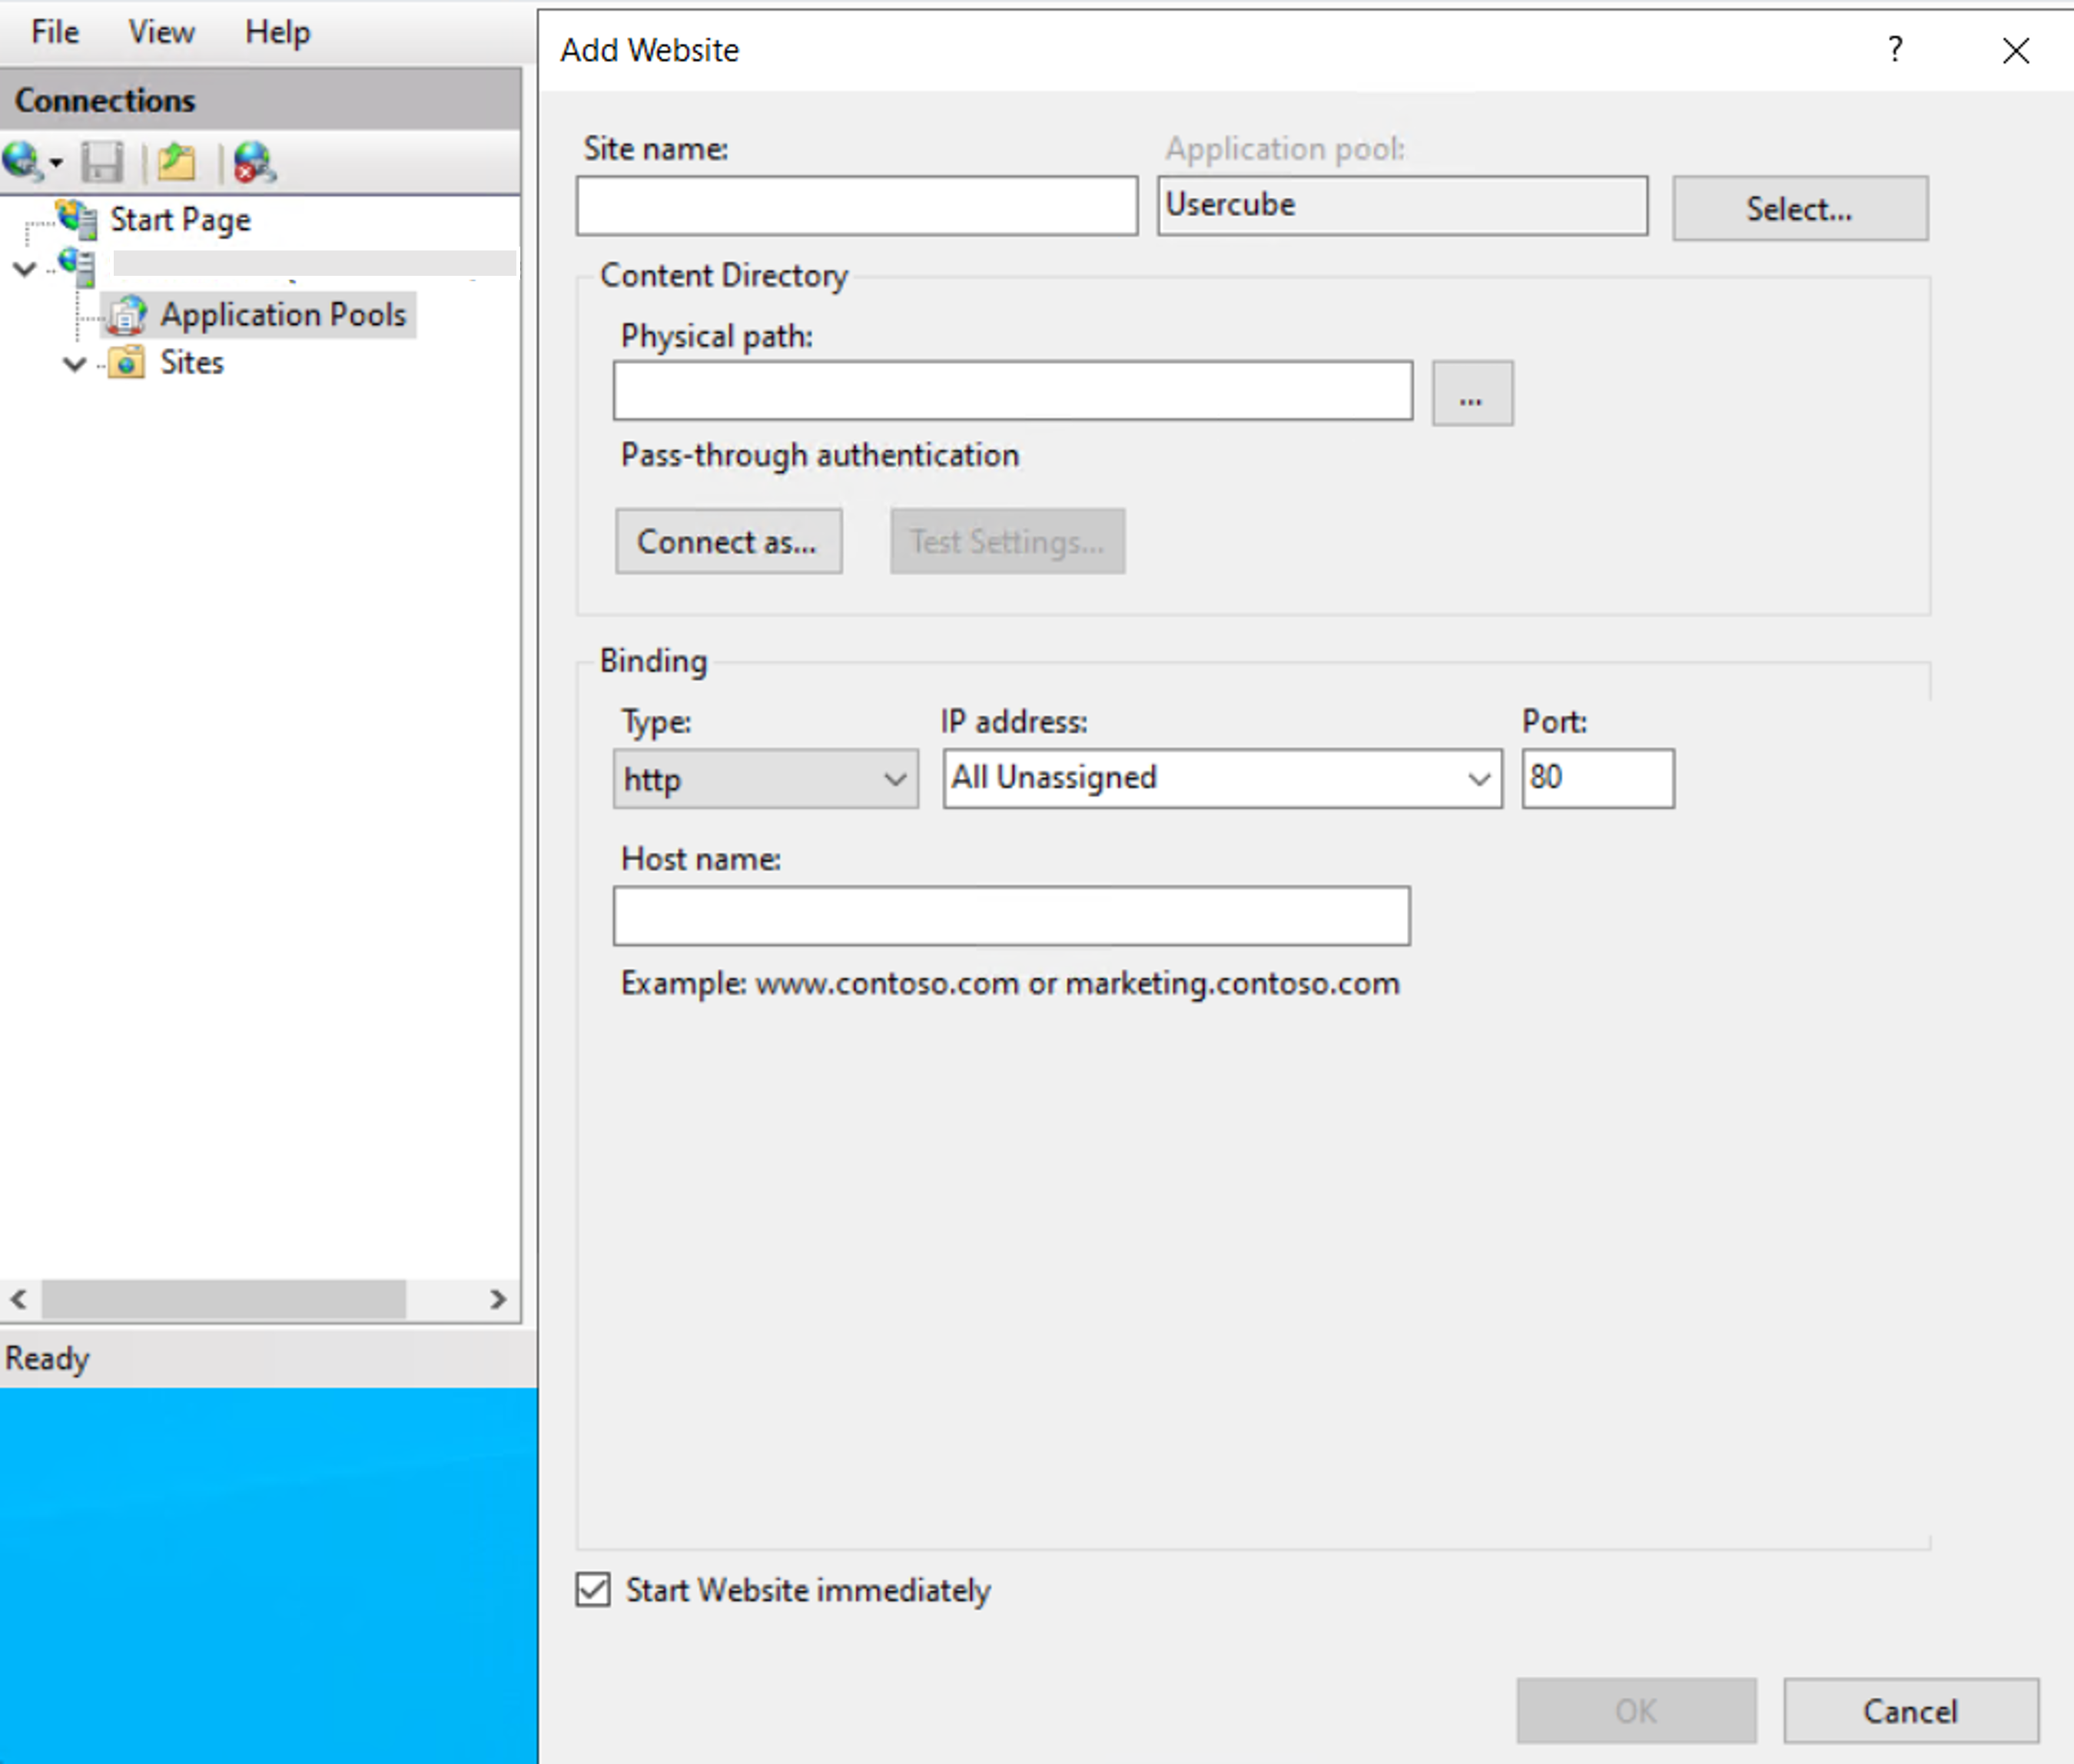 File View Help
Connections
Start Page
Application Pools
Sites
Ready
Add Website
?
Site name:
Application pool:
Usercube
Select...
Content Directory
Physical path:
...
Pass-through authentication
Connect as...
Test Settings...
Binding
Type:
IP address:
Port:
http
All Unassigned
80
Host name:
Example: www.contoso.com or marketing.contoso.com
Start Website immediately
OK
Cancel